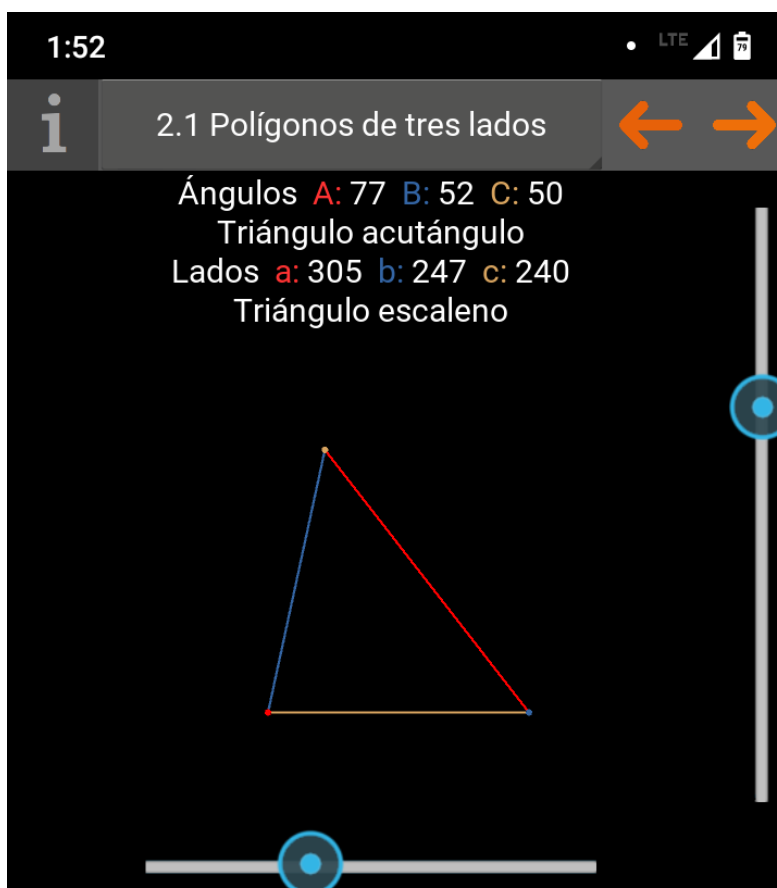 1:52
LTE
79
2.1 Polígonos de tres lados
Ángulos A: 77 B: 52 C: 50
Triángulo acutángulo
Lados a: 305 b: 247 c: 240
Triángulo escaleno